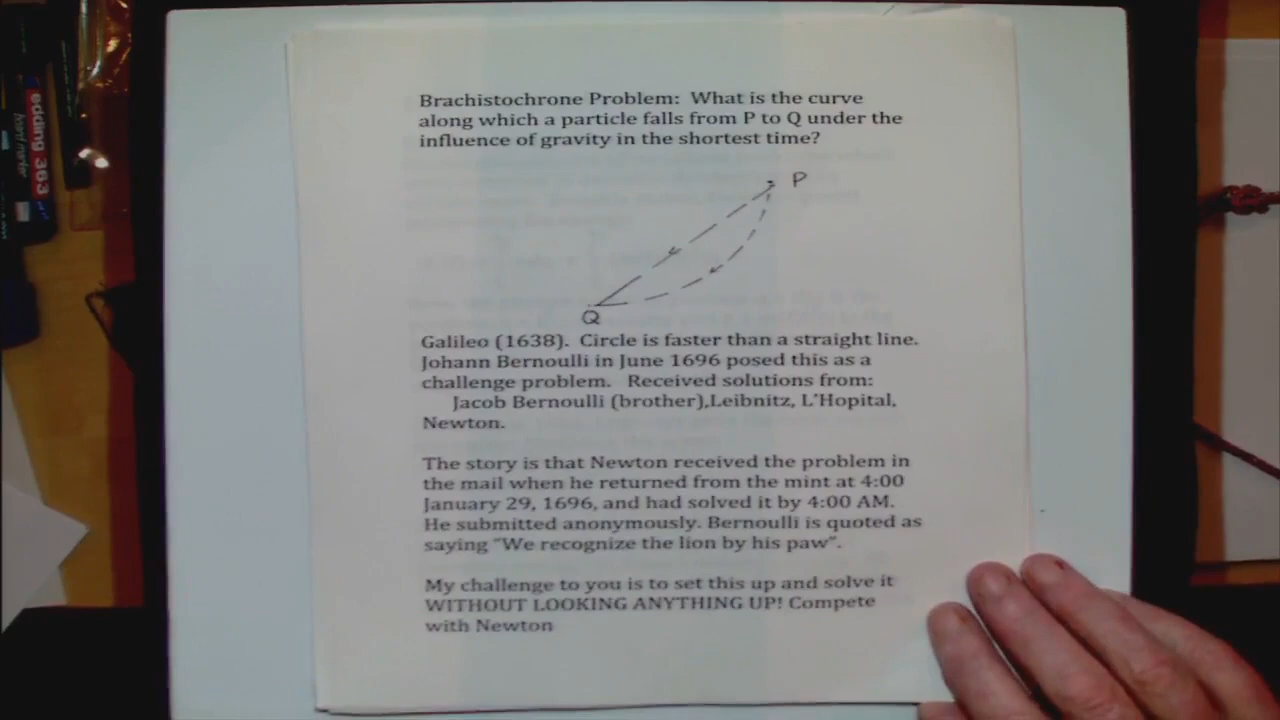 Brachistochrone Problem: What is the curve
along which a particle falls from P to Q under the
influence of gravity in the shortest time?
P
Q
Galileo (1638). Circle is faster than a straight line.
Johann Bernoulli in June 1696 posed this as a
challenge problem. Received solutions from:
Jacob Bernoulli (brother),Leibnitz, L'Hopital,
Newton.
The story is that Newton received the problem in
the mail when he returned from the mint at 4:00
January 29, 1696, and had solved it by 4:00 AM.
He submitted anonymously. Bernoulli is quoted as
saying "We recognize the lion by his paw".
My challenge to you is to set this up and solve it
WITHOUT LOOKING ANYTHING UP! Compete
with Newton
edding 363